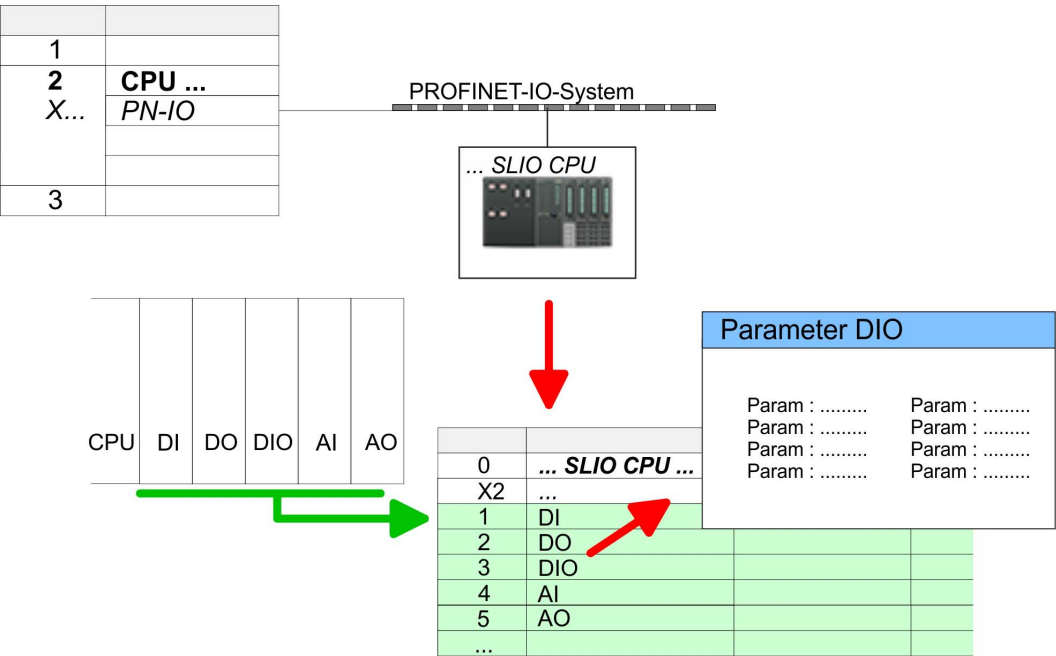 1
2 CPU ...
X... PN-IO
3
PROFINET-IO-System
... SLIO CPU
CPU DI DO DIO AI AO
Parameter DIO
Param : ......... Param : .........
Param : ......... Param : .........
Param : ......... Param : .........
Param : ......... Param : .........
0 ... SLIO CPU ...
X2 ...
1 DI
2 DO
3 DIO
4 AI
5 AO
...